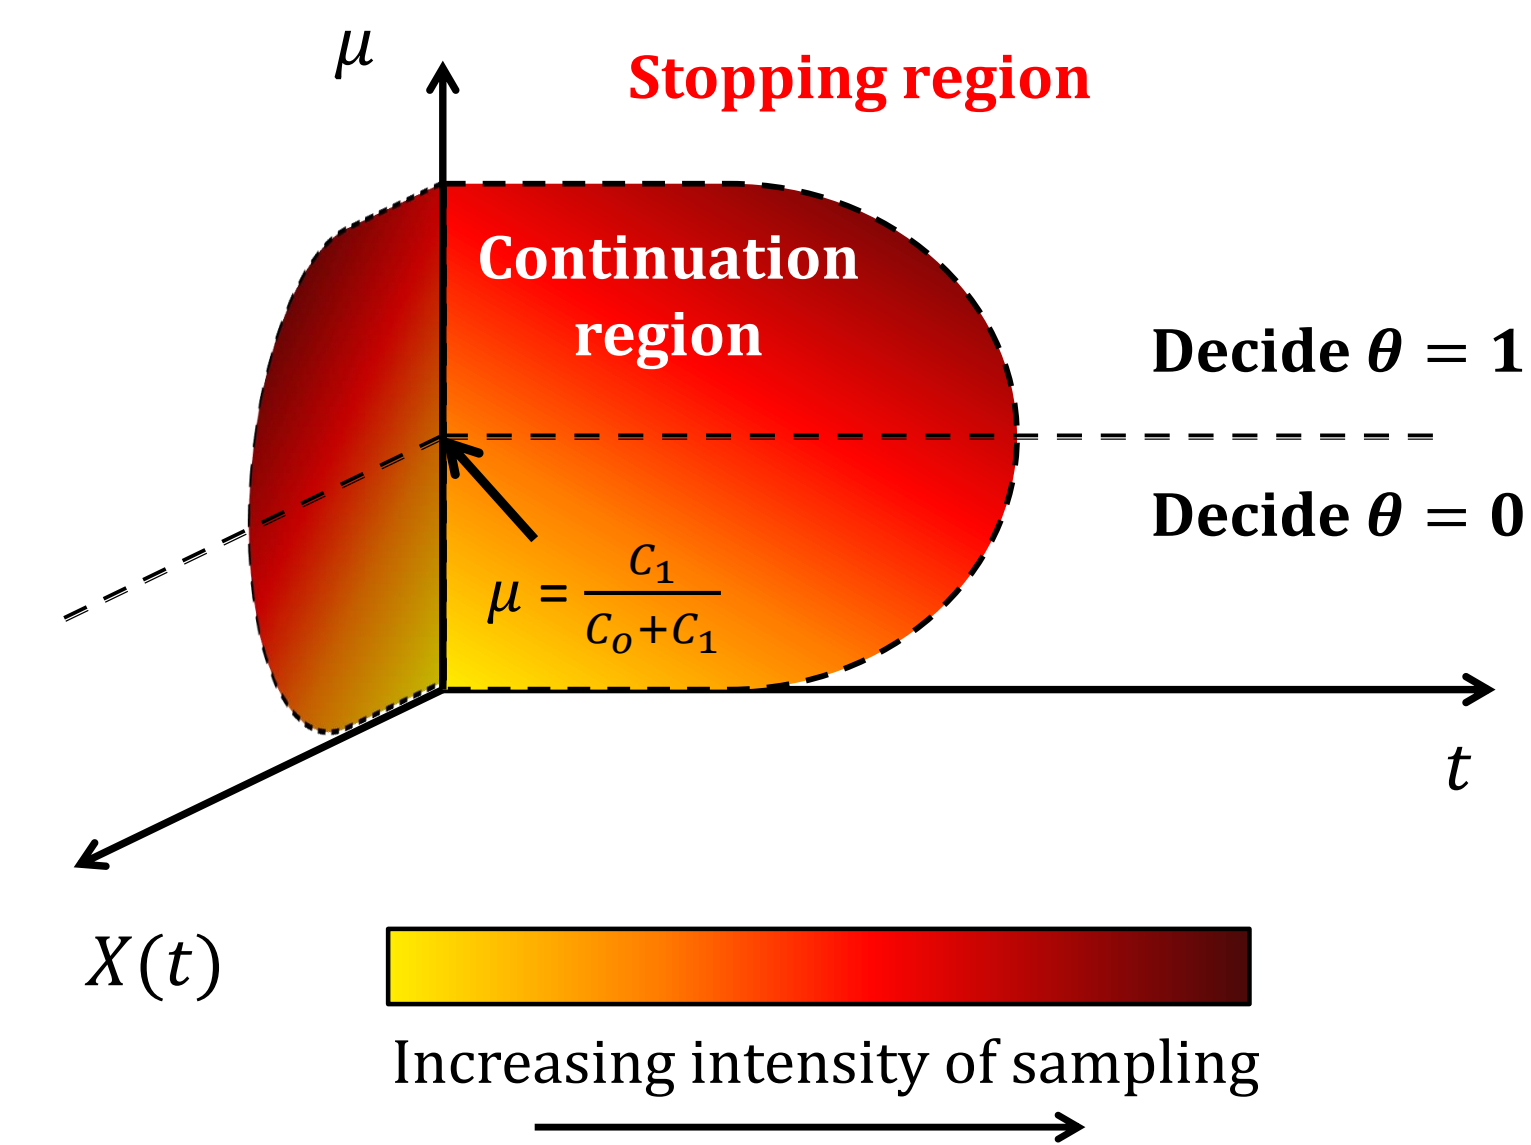 μ
Stopping region
Continuation
region
Decide θ = 1
Decide θ = 0
μ = C₁/(Cₒ+C₁)
t
X(t)
Increasing intensity of sampling